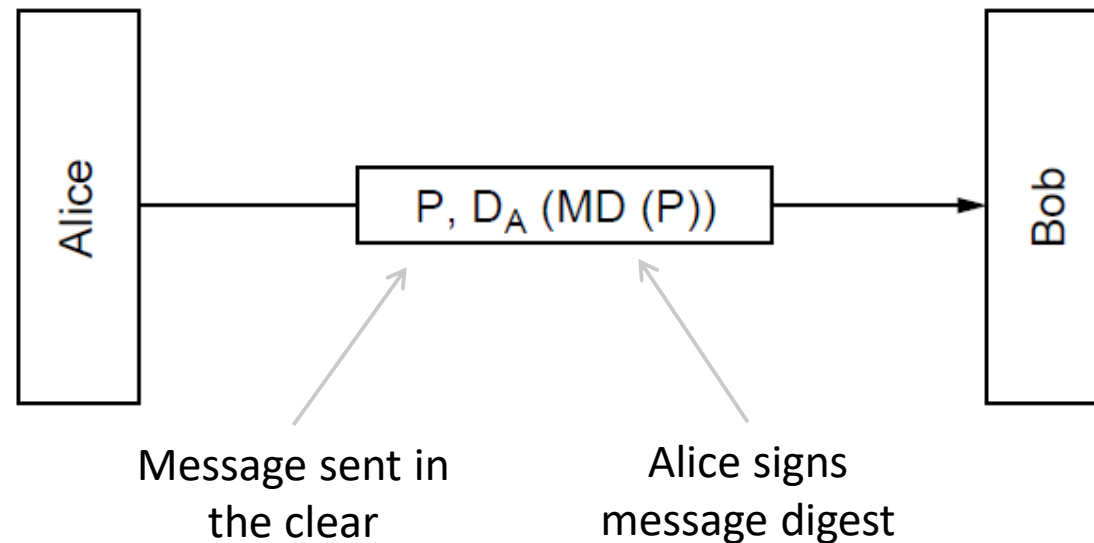 Alice
P, D_A (MD (P))
Bob
Message sent in
the clear
Alice signs
message digest